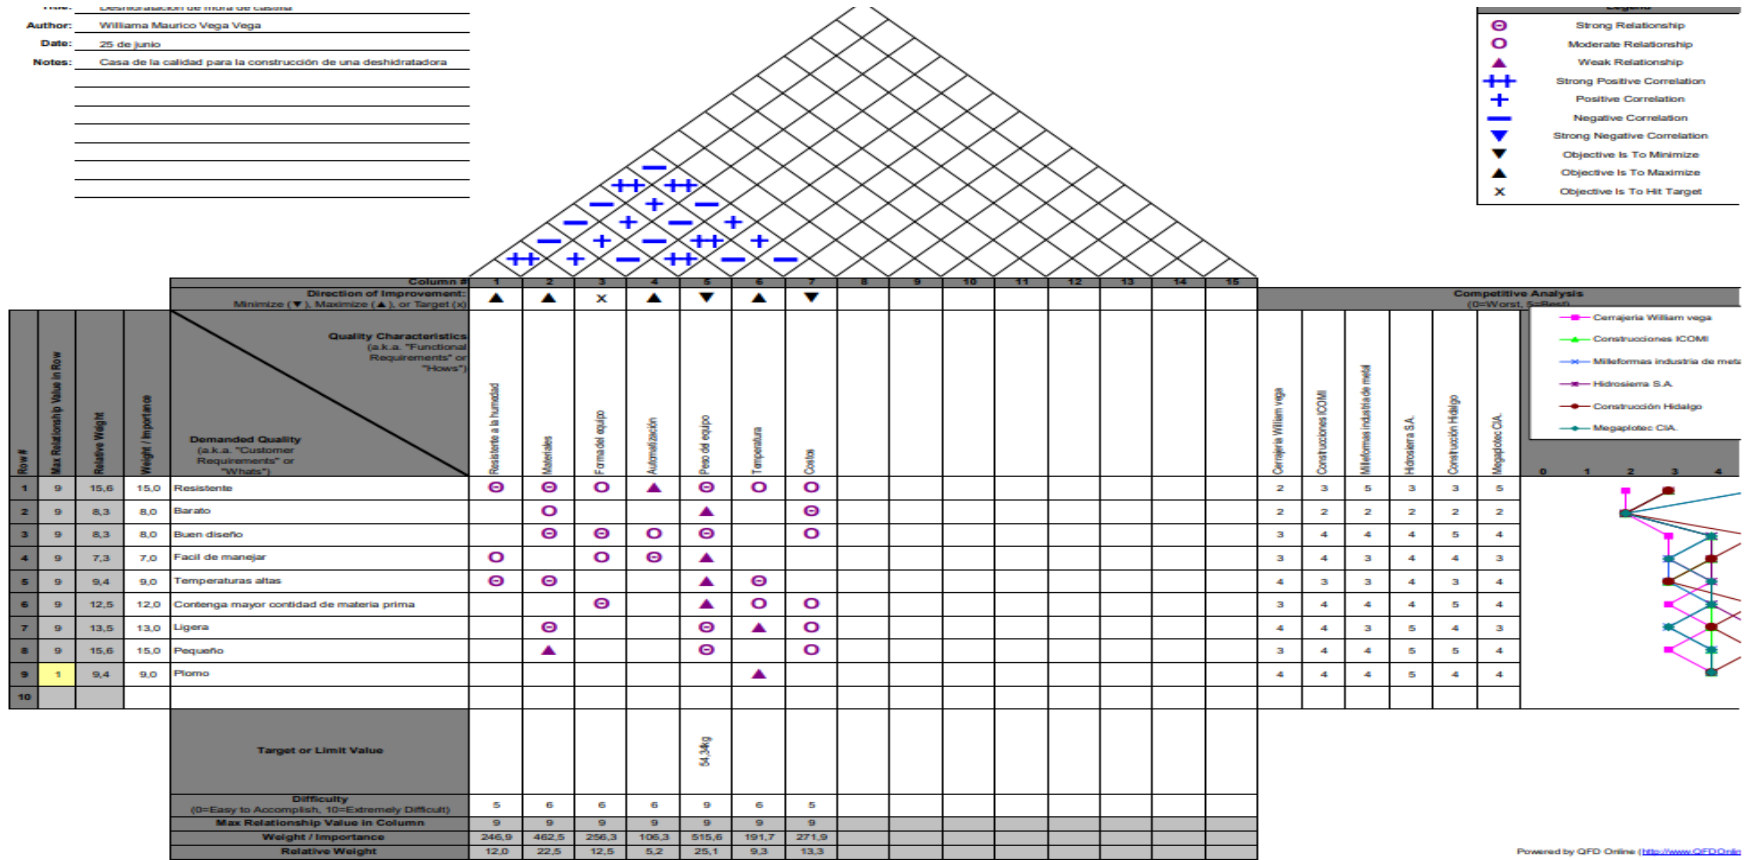 Title: Deshidratación de mora de castilla
Author: Williama Maurico Vega Vega
Date: 25 de junio
Notes: Casa de la calidad para la construcción de una deshidratadora
Legend
Θ Strong Relationship
Ο Moderate Relationship
▲ Weak Relationship
++ Strong Positive Correlation
+ Positive Correlation
− Negative Correlation
▼ Strong Negative Correlation
▼ Objective Is To Minimize
▲ Objective Is To Maximize
x Objective Is To Hit Target
−
++ ++
− + −
− + − +
− + − ++ +
++ + − ++ − −
Column # 1 2 3 4 5 6 7 8 9 10 11 12 13 14 15
Direction of Improvement:
Minimize (▼), Maximize (▲), or Target (x) ▲ ▲ x ▲ ▼ ▲ ▼
Competitive Analysis
(0=Worst, 5=Best)
Row #
Max Relationship Value in Row
Relative Weight
Weight / Importance
Quality Characteristics
(a.k.a. "Functional
Requirements" or
"Hows")
Demanded Quality
(a.k.a. "Customer
Requirements" or
"Whats")
Resistente a la humedad
Materiales
Forma del equipo
Automatización
Peso del equipo
Temperatura
Costos
Cerrajería William vega
Construcciones ICOMI
Milleformas industria de metal
Hidrosierra S.A.
Construcción Hidalgo
Megaplotec CIA.
Cerrajería William vega
Construcciones ICOMI
Milleformas industria de meta
Hidrosierra S.A.
Construcción Hidalgo
Megaplotec CIA.
0 1 2 3 4
1 9 15,6 15,0 Resistente Θ Θ Ο ▲ Θ Ο Ο 2 3 5 3 3 5
2 9 8,3 8,0 Barato Ο ▲ Θ 2 2 2 2 2 2
3 9 8,3 8,0 Buen diseño Θ Θ Ο Θ Ο 3 4 4 4 5 4
4 9 7,3 7,0 Facil de manejar Ο Ο Θ ▲ 3 4 3 4 4 3
5 9 9,4 9,0 Temperaturas altas Θ Θ ▲ Θ 4 3 3 4 3 4
6 9 12,5 12,0 Contenga mayor contidad de materia prima Θ ▲ Ο Ο 3 4 4 4 5 4
7 9 13,5 13,0 Ligera Θ Θ ▲ Ο 4 4 3 5 4 3
8 9 15,6 15,0 Pequeño ▲ Θ Ο 3 4 4 5 5 4
9 1 9,4 9,0 Plomo ▲ 4 4 4 5 4 4
10
Target or Limit Value 54,34kg
Difficulty
(0=Easy to Accomplish, 10=Extremely Difficult) 5 6 6 6 9 6 5
Max Relationship Value in Column 9 9 9 9 9 9 9
Weight / Importance 246,9 462,5 256,3 106,3 515,6 191,7 271,9
Relative Weight 12,0 22,5 12,5 5,2 25,1 9,3 13,3
Powered by QFD Online (http://www.QFDOnlin